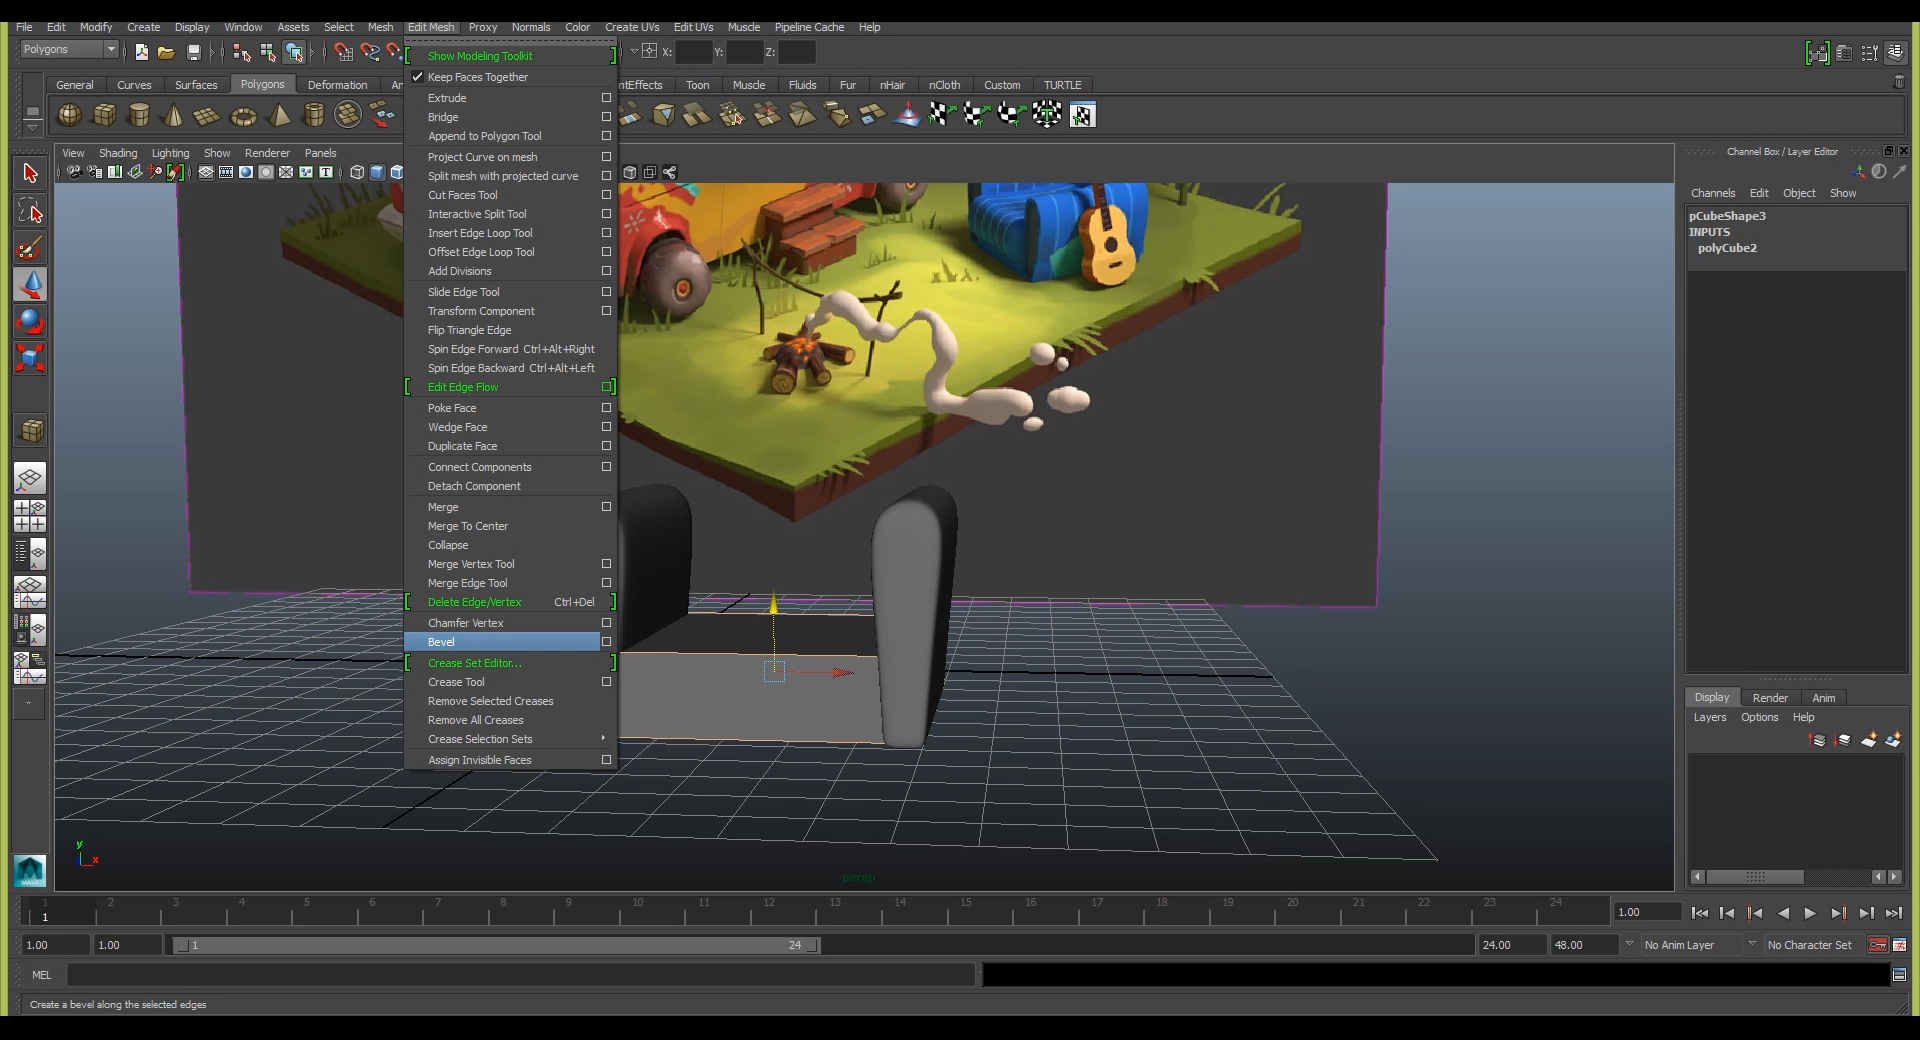 File Edit Modify Create Display Window Assets Select Mesh Edit Mesh Proxy Normals Color Create UVs Edit UVs Muscle Pipeline Cache Help
Polygons X: Y: Z:
General Curves Surfaces Polygons Deformation An ntEffects Toon Muscle Fluids Fur nHair nCloth Custom TURTLE
View Shading Lighting Show Renderer Panels
Show Modeling Toolkit
Keep Faces Together
Extrude
Bridge
Append to Polygon Tool
Project Curve on mesh
Split mesh with projected curve
Cut Faces Tool
Interactive Split Tool
Insert Edge Loop Tool
Offset Edge Loop Tool
Add Divisions
Slide Edge Tool
Transform Component
Flip Triangle Edge
Spin Edge Forward Ctrl+Alt+Right
Spin Edge Backward Ctrl+Alt+Left
Edit Edge Flow
Poke Face
Wedge Face
Duplicate Face
Connect Components
Detach Component
Merge
Merge To Center
Collapse
Merge Vertex Tool
Merge Edge Tool
Delete Edge/Vertex Ctrl+Del
Chamfer Vertex
Bevel
Crease Set Editor...
Crease Tool
Remove Selected Creases
Remove All Creases
Crease Selection Sets
Assign Invisible Faces
Channel Box / Layer Editor
Channels Edit Object Show
pCubeShape3
INPUTS
polyCube2
Display Render Anim
Layers Options Help
y
x
persp
MAYA
1 2 3 4 5 6 7 8 9 10 11 12 13 14 15 16 17 18 19 20 21 22 23 24
1
1.00
1.00 1.00 1 24 24.00 48.00 No Anim Layer No Character Set
MEL
Create a bevel along the selected edges